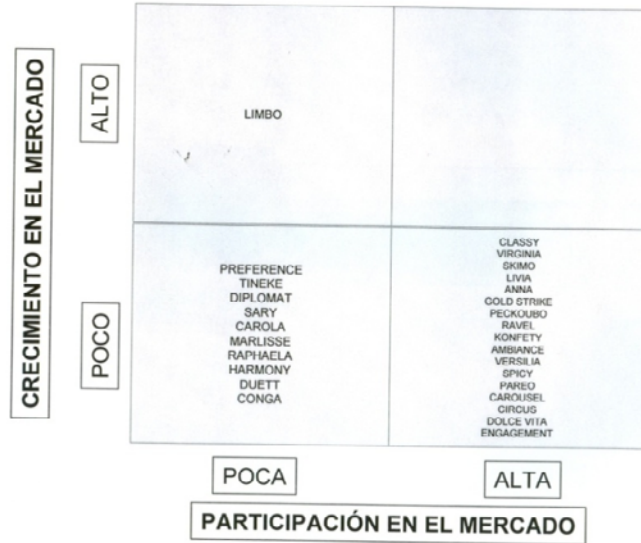 CRECIMIENTO EN EL MERCADO
ALTO
LIMBO
POCO
PREFERENCE
TINEKE
DIPLOMAT
SARY
CAROLA
MARLISSE
RAPHAELA
HARMONY
DUETT
CONGA
CLASSY
VIRGINIA
SKIMO
LIVIA
ANNA
GOLD STRIKE
PECKOUBO
RAVEL
KONFETY
AMBIANCE
VERSILIA
SPICY
PAREO
CAROUSEL
CIRCUS
DOLCE VITA
ENGAGEMENT
POCA
ALTA
PARTICIPACIÓN EN EL MERCADO